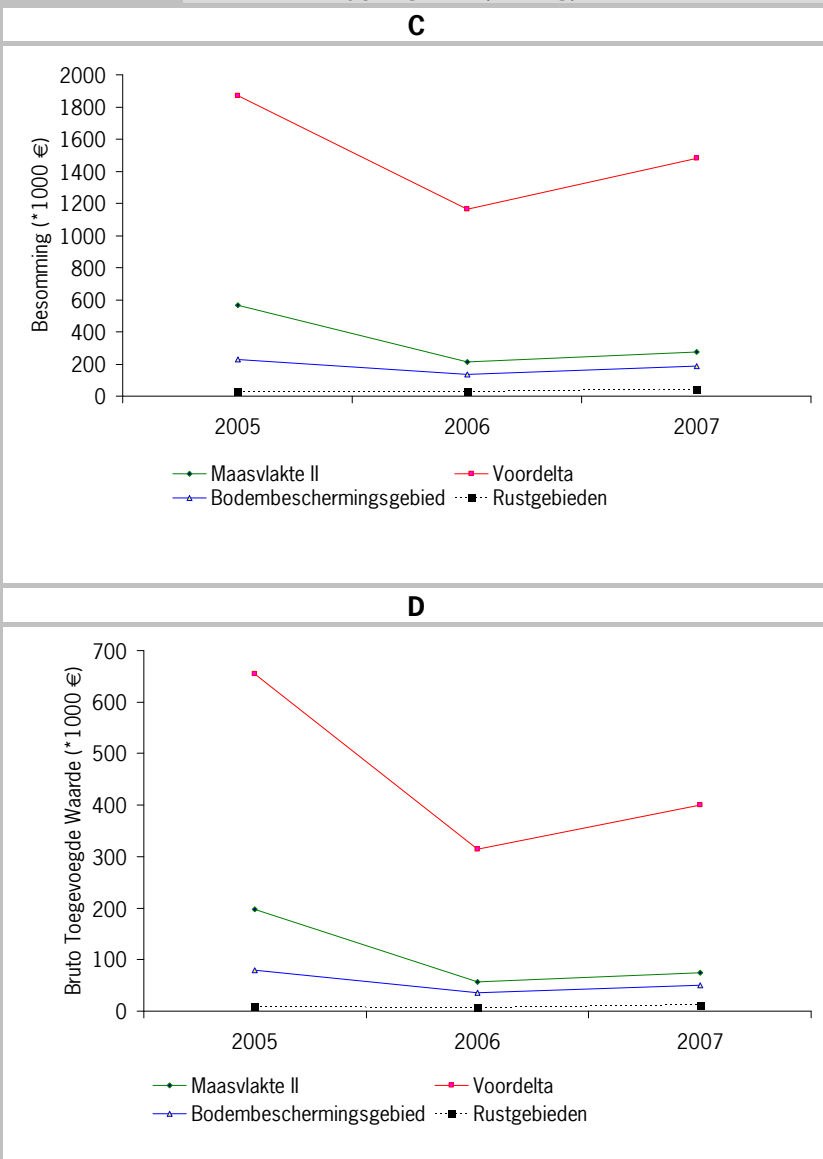 C
Besomming (*1000 €)
2000
1800
1600
1400
1200
1000
800
600
400
200
0
2005 2006 2007
Maasvlakte II Voordelta
Bodembeschermingsgebied Rustgebieden
D
Bruto Toegevoegde Waarde (*1000 €)
700
600
500
400
300
200
100
0
2005 2006 2007
Maasvlakte II Voordelta
Bodembeschermingsgebied Rustgebieden